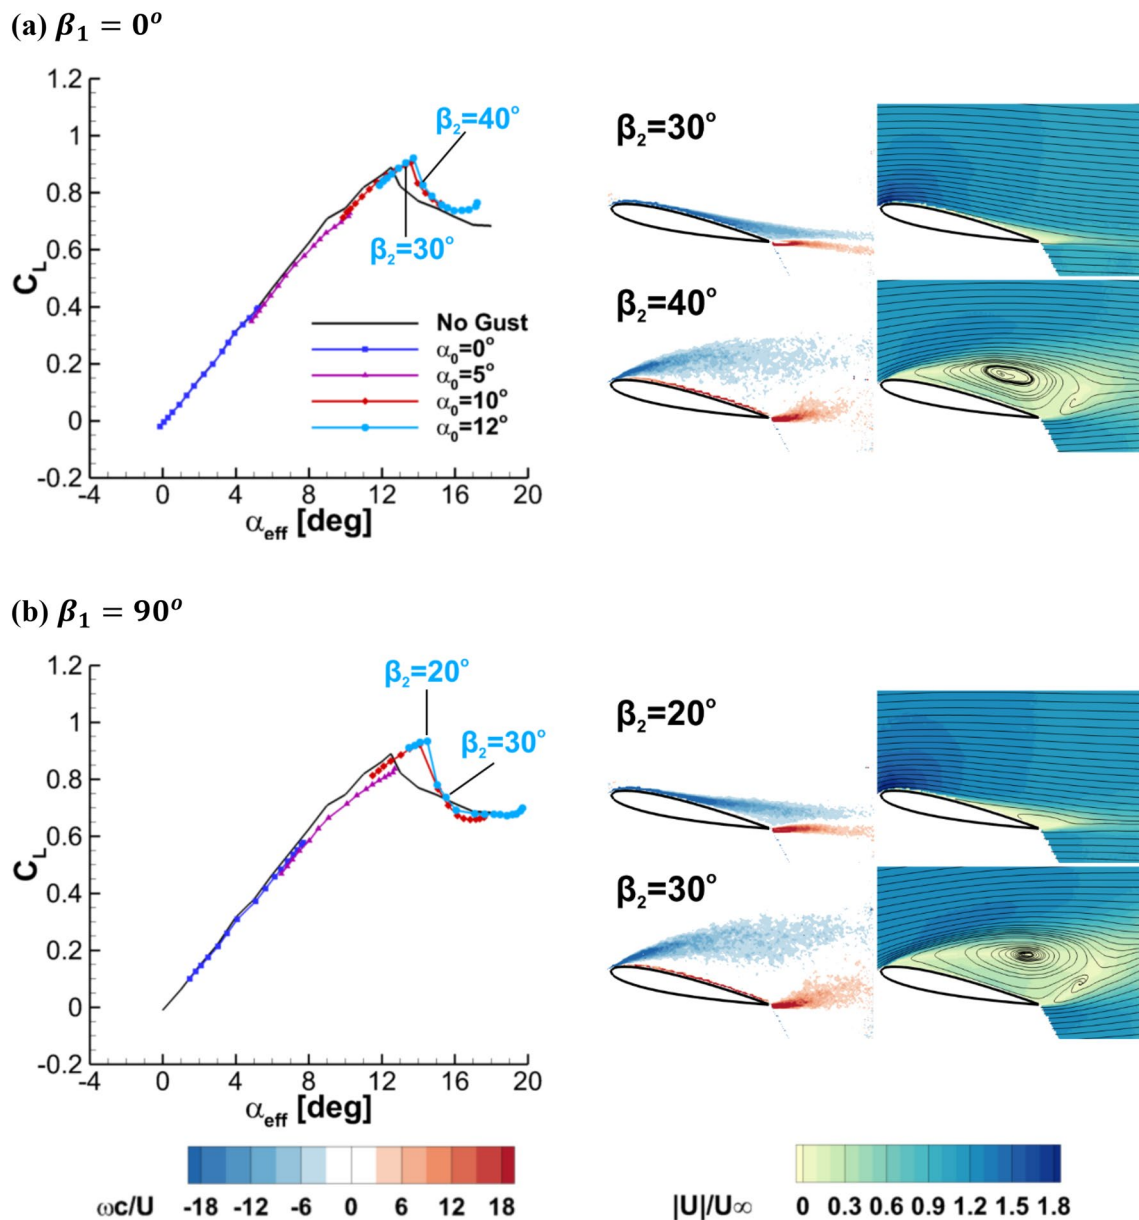 (a) β₁ = 0°
1.2
1
0.8
0.6
0.4
0.2
0
-0.2
C_L
-4 0 4 8 12 16 20
α_eff [deg]
β₂=40°
β₂=30°
No Gust
α₀=0°
α₀=5°
α₀=10°
α₀=12°
β₂=30°
β₂=40°
(b) β₁ = 90°
1.2
1
0.8
0.6
0.4
0.2
0
-0.2
C_L
-4 0 4 8 12 16 20
α_eff [deg]
β₂=20°
β₂=30°
β₂=20°
β₂=30°
ωc/U -18 -12 -6 0 6 12 18
|U|/U∞ 0 0.3 0.6 0.9 1.2 1.5 1.8